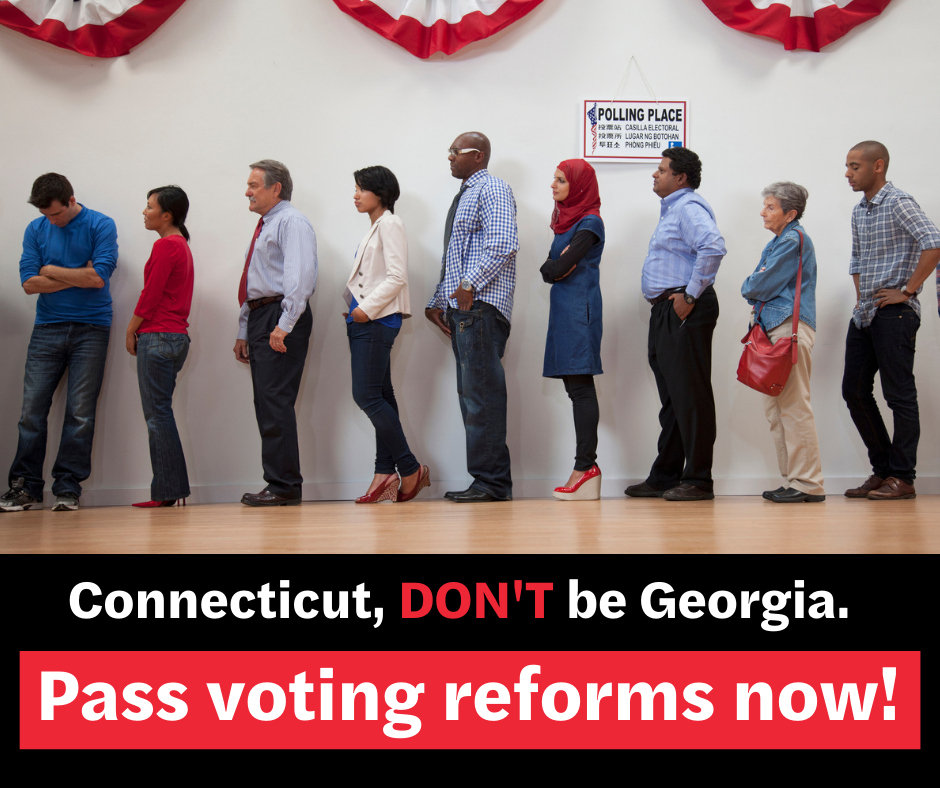 POLLING PLACE
投票站 CASILLA ELECTORAL
投票所 LUGAR NG BOTOHAN
투표소 PHÒNG PHIẾU
Connecticut, DON'T be Georgia.
Pass voting reforms now!